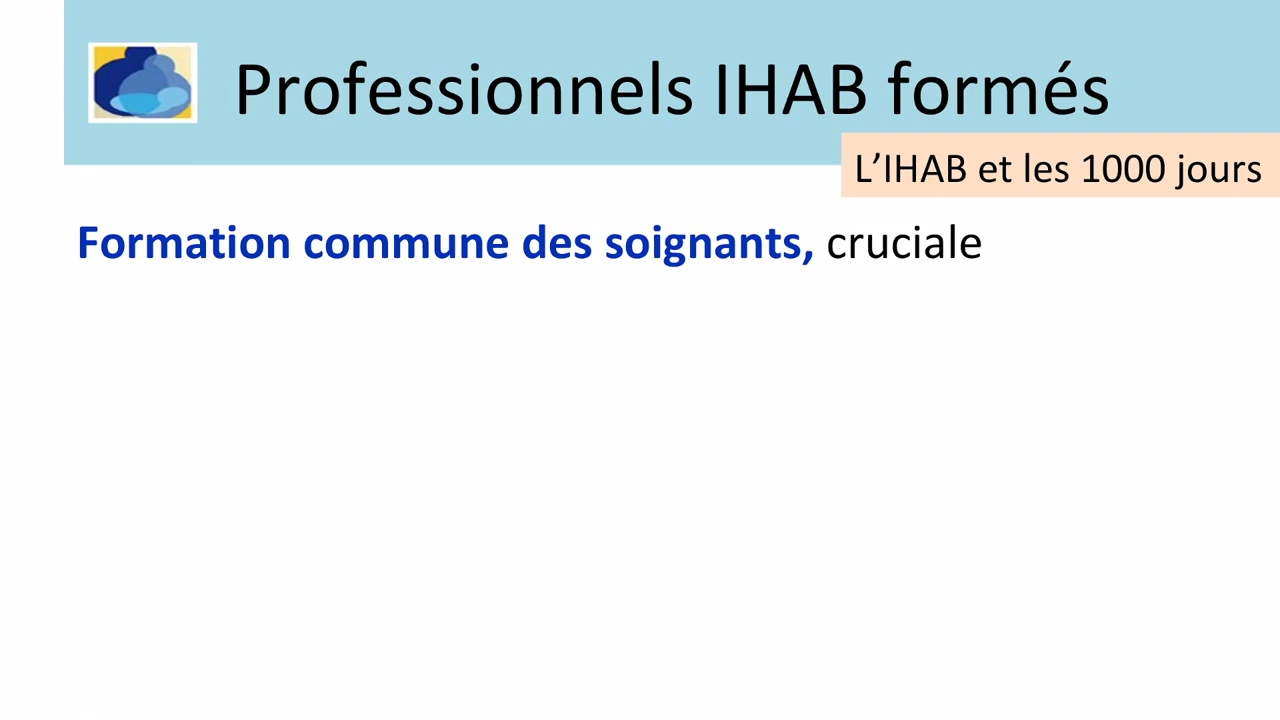 Professionnels IHAB formés
L’IHAB et les 1000 jours
Formation commune des soignants, cruciale